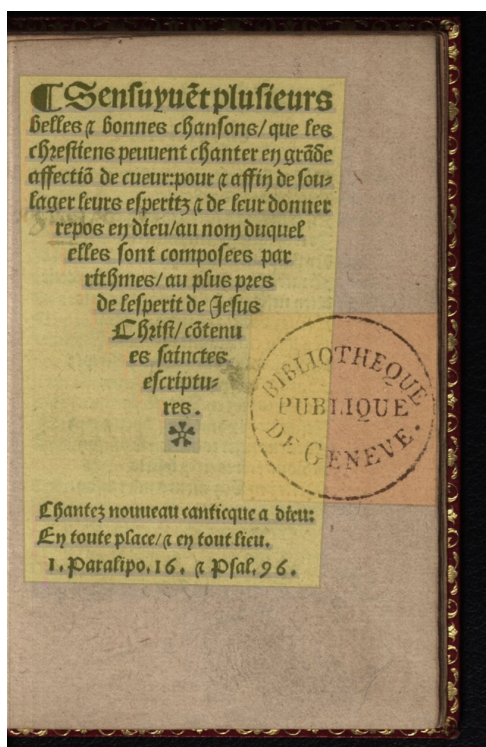 ¶ Sensuyuẽt plusieurs
belles ⁊ bonnes chansons/ que les
chrestiens peuuent chanter en grãde
affectiõ de cueur: pour ⁊ affin de sou-
lager leurs esperitz ⁊ de leur donner
repos en dieu/ au nom duquel
elles sont composees par
rithmes/ au plus pres
de lesperit de Jesus
Christ/ cõtenu
es sainctes
escriptu-
res.
BIBLIOTHEQUE
PUBLIQUE
DE GENEVE.
Chantez nouueau canticque a dieu:
En toute place/ ⁊ en tout lieu.
1. Paralipo. 16. ⁊ Psal. 96.